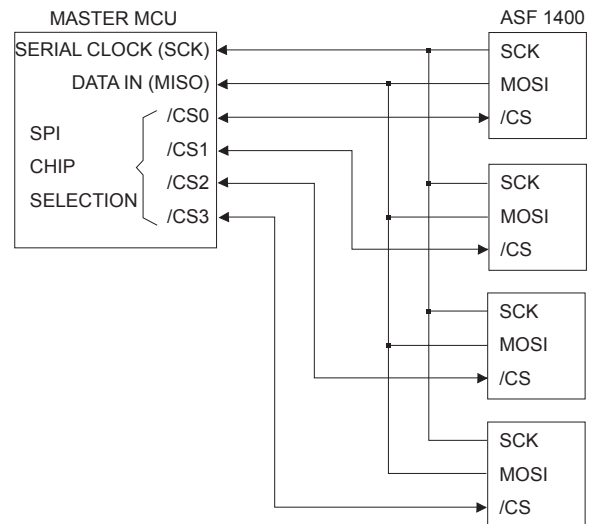 MASTER MCU
SERIAL CLOCK (SCK)
DATA IN (MISO)
/CS0
/CS1
/CS2
/CS3
SPI
CHIP
SELECTION
ASF 1400
SCK
MOSI
/CS
SCK
MOSI
/CS
SCK
MOSI
/CS
SCK
MOSI
/CS